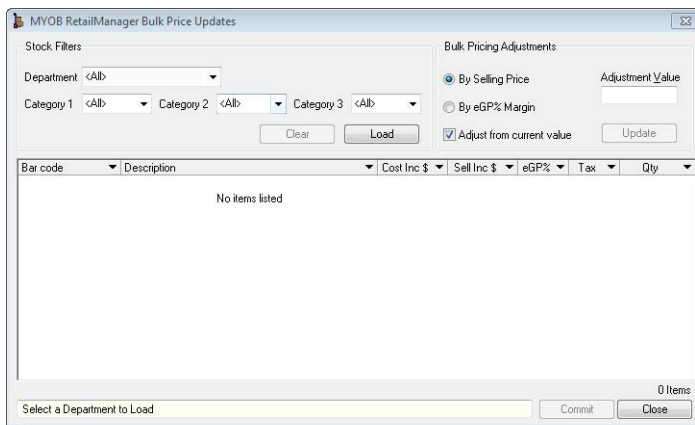 MYOB RetailManager Bulk Price Updates
Stock Filters
Department <All>
Category 1 <All> Category 2 <All> Category 3 <All>
Clear Load
Bulk Pricing Adjustments
By Selling Price Adjustment Value
By eGP% Margin
Adjust from current value Update
Bar code Description Cost Inc $ Sell Inc $ eGP% Tax Qty
No items listed
0 Items
Select a Department to Load Commit Close